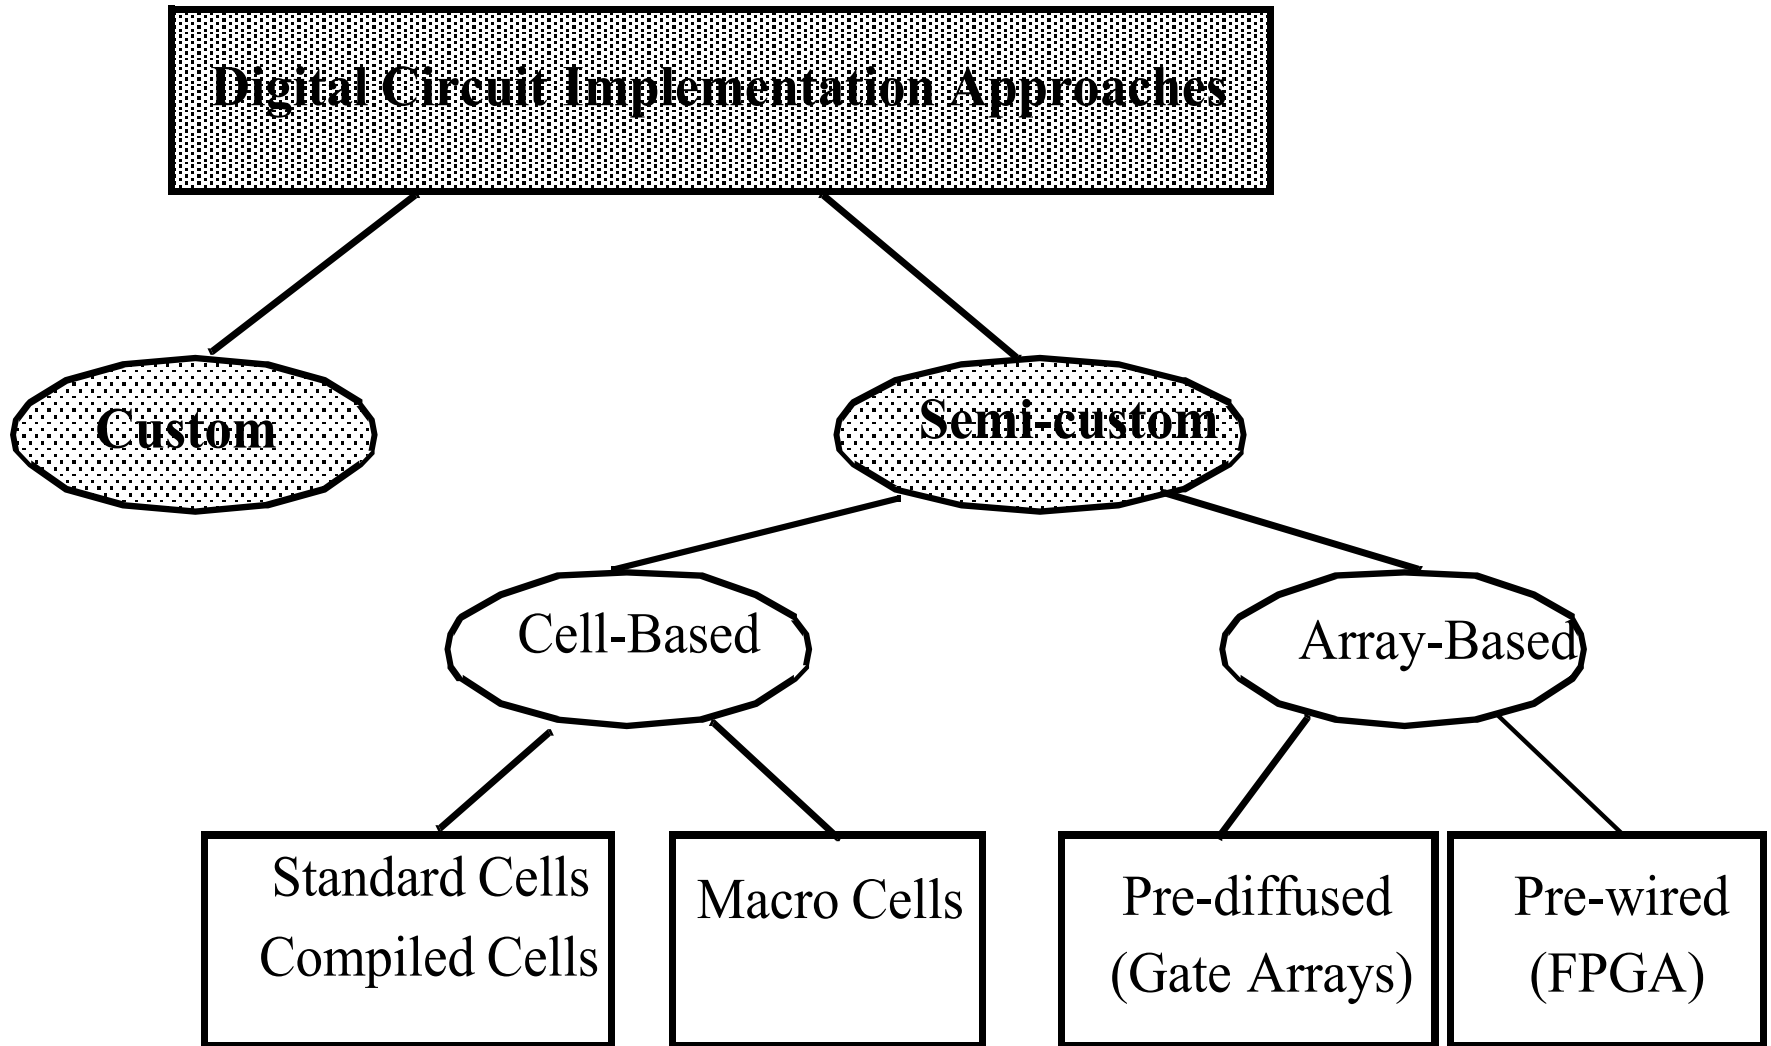 Digital Circuit Implementation Approaches
Custom
Semi-custom
Cell-Based
Array-Based
Standard Cells
Compiled Cells
Macro Cells
Pre-diffused
(Gate Arrays)
Pre-wired
(FPGA)